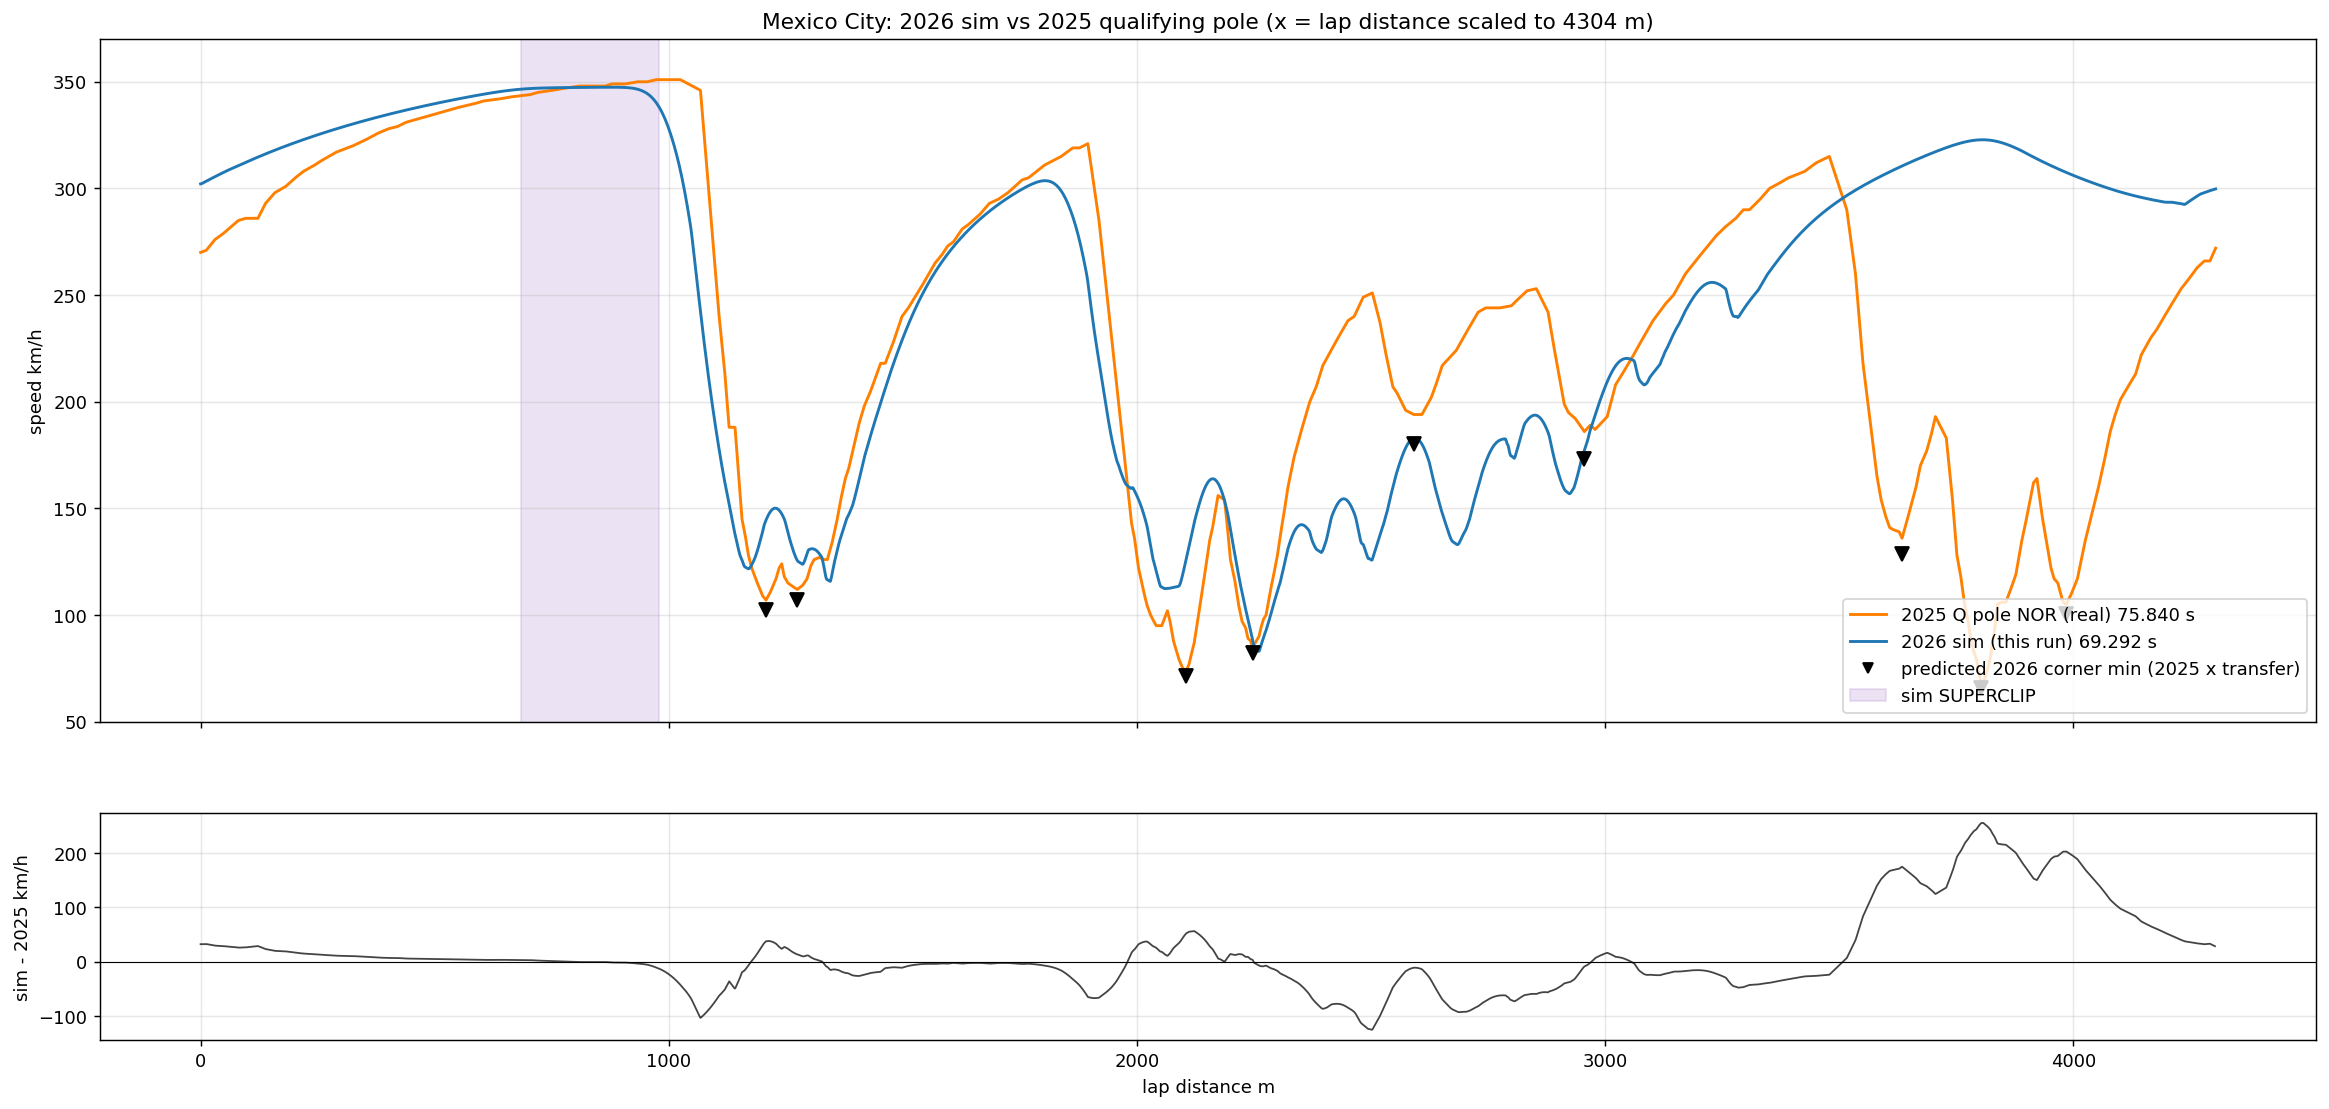 Mexico City: 2026 sim vs 2025 qualifying pole (x = lap distance scaled to 4304 m)
speed km/h
350
300
250
200
150
100
50
2025 Q pole NOR (real) 75.840 s
2026 sim (this run) 69.292 s
predicted 2026 corner min (2025 x transfer)
sim SUPERCLIP
sim - 2025 km/h
200
100
0
−100
0 1000 2000 3000 4000
lap distance m